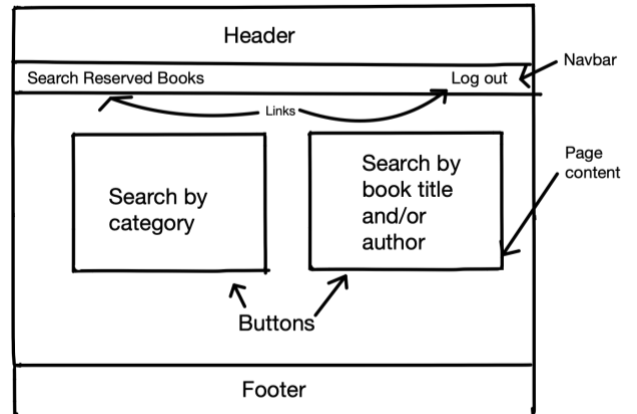 Header
Search Reserved Books
Log out
Navbar
Links
Search by
category
Search by
book title
and/or
author
Page
content
Buttons
Footer